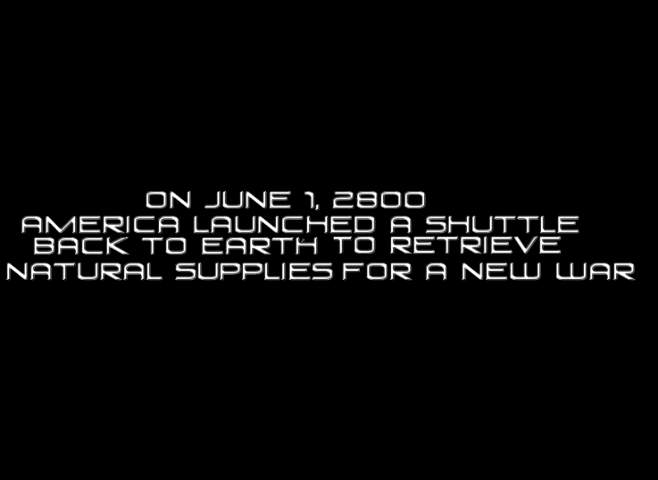 ON JUNE 1, 2800
AMERICA LAUNCHED A SHUTTLE
BACK TO EARTH TO RETRIEVE
NATURAL SUPPLIES FOR A NEW WAR